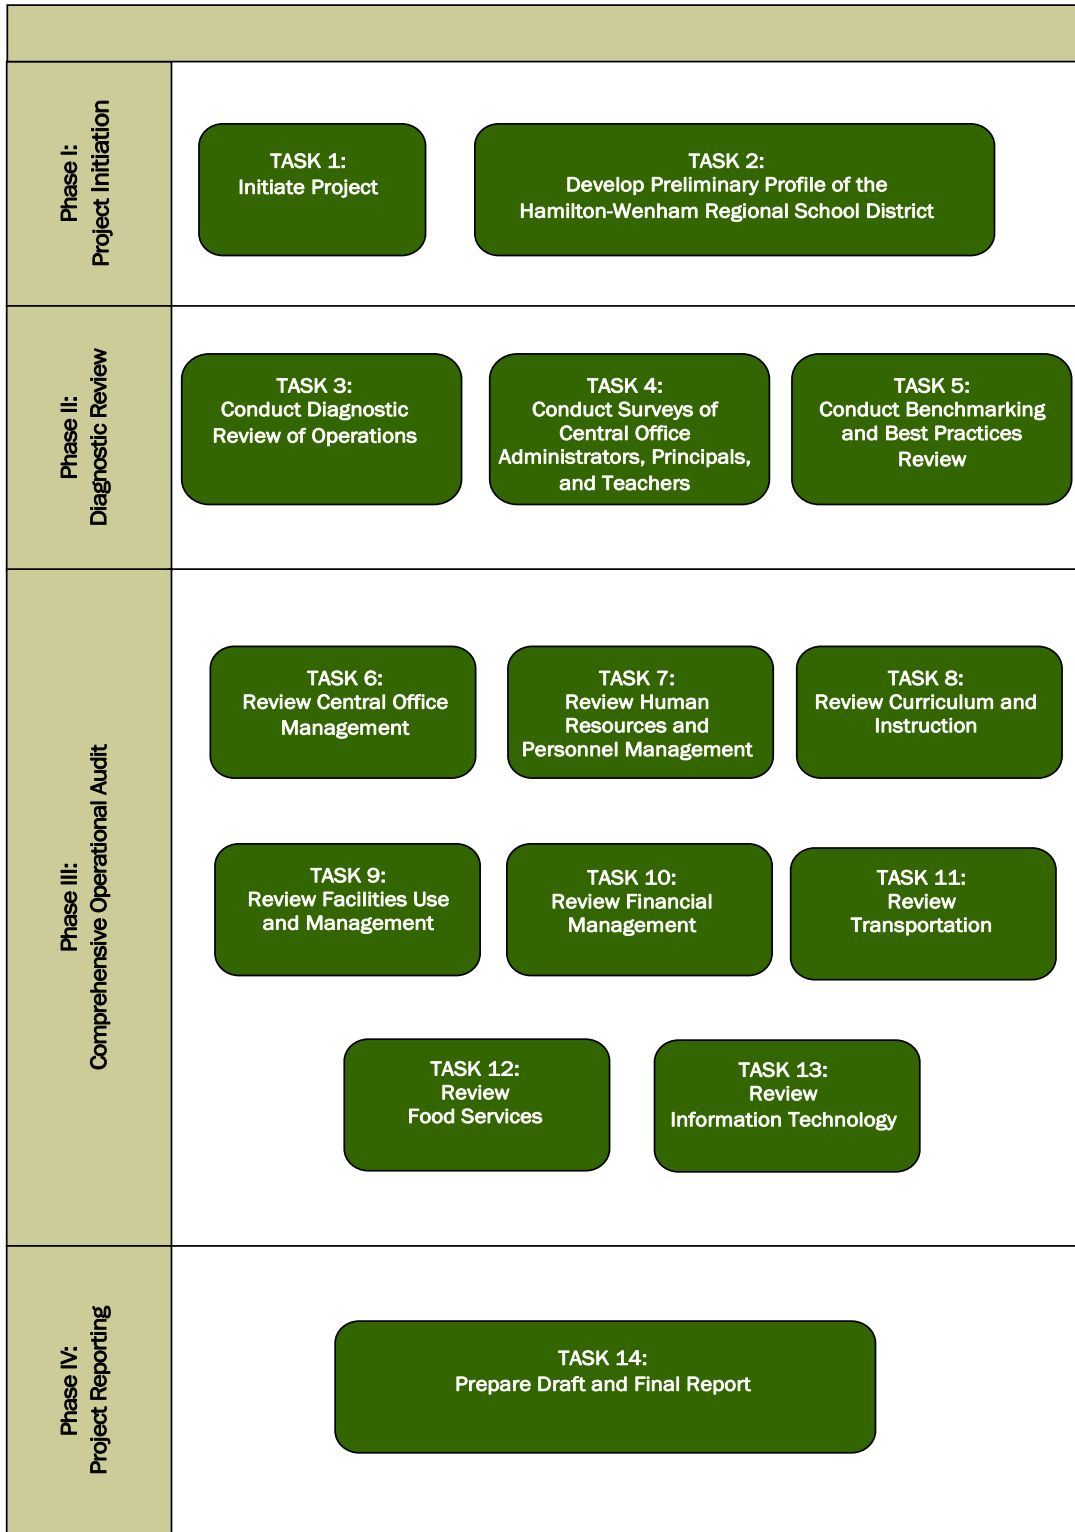 Phase I:
Project Initiation
TASK 1:
Initiate Project
TASK 2:
Develop Preliminary Profile of the
Hamilton-Wenham Regional School District
Phase II:
Diagnostic Review
TASK 3:
Conduct Diagnostic
Review of Operations
TASK 4:
Conduct Surveys of
Central Office
Administrators, Principals,
and Teachers
TASK 5:
Conduct Benchmarking
and Best Practices
Review
Phase III:
Comprehensive Operational Audit
TASK 6:
Review Central Office
Management
TASK 7:
Review Human
Resources and
Personnel Management
TASK 8:
Review Curriculum and
Instruction
TASK 9:
Review Facilities Use
and Management
TASK 10:
Review Financial
Management
TASK 11:
Review
Transportation
TASK 12:
Review
Food Services
TASK 13:
Review
Information Technology
Phase IV:
Project Reporting
TASK 14:
Prepare Draft and Final Report